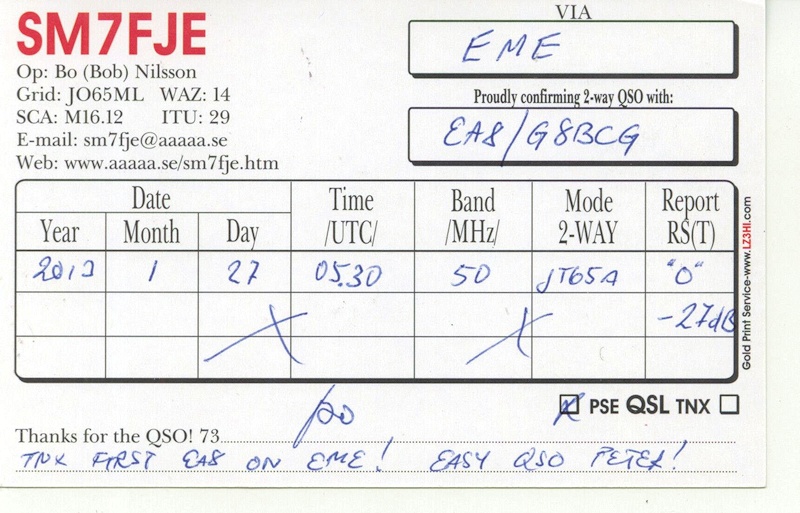 SM7FJE
Op: Bo (Bob) Nilsson
Grid: JO65ML WAZ: 14
SCA: M16.12 ITU: 29
E-mail: sm7fje@aaaaa.se
Web: www.aaaaa.se/sm7fje.htm
VIA
EME
Proudly confirming 2-way QSO with:
EA8/G8BCG
Date Time Band Mode Report
Year Month Day /UTC/ /MHz/ 2-WAY RS(T)
1 27 05.30 50 JT65A "O"
-27dB
PSE QSL TNX
Bo
Thanks for the QSO! 73
TNX FIRST EA8 ON EME! EASY QSO PETER!
Gold Print Service-www.LZ3HI.com